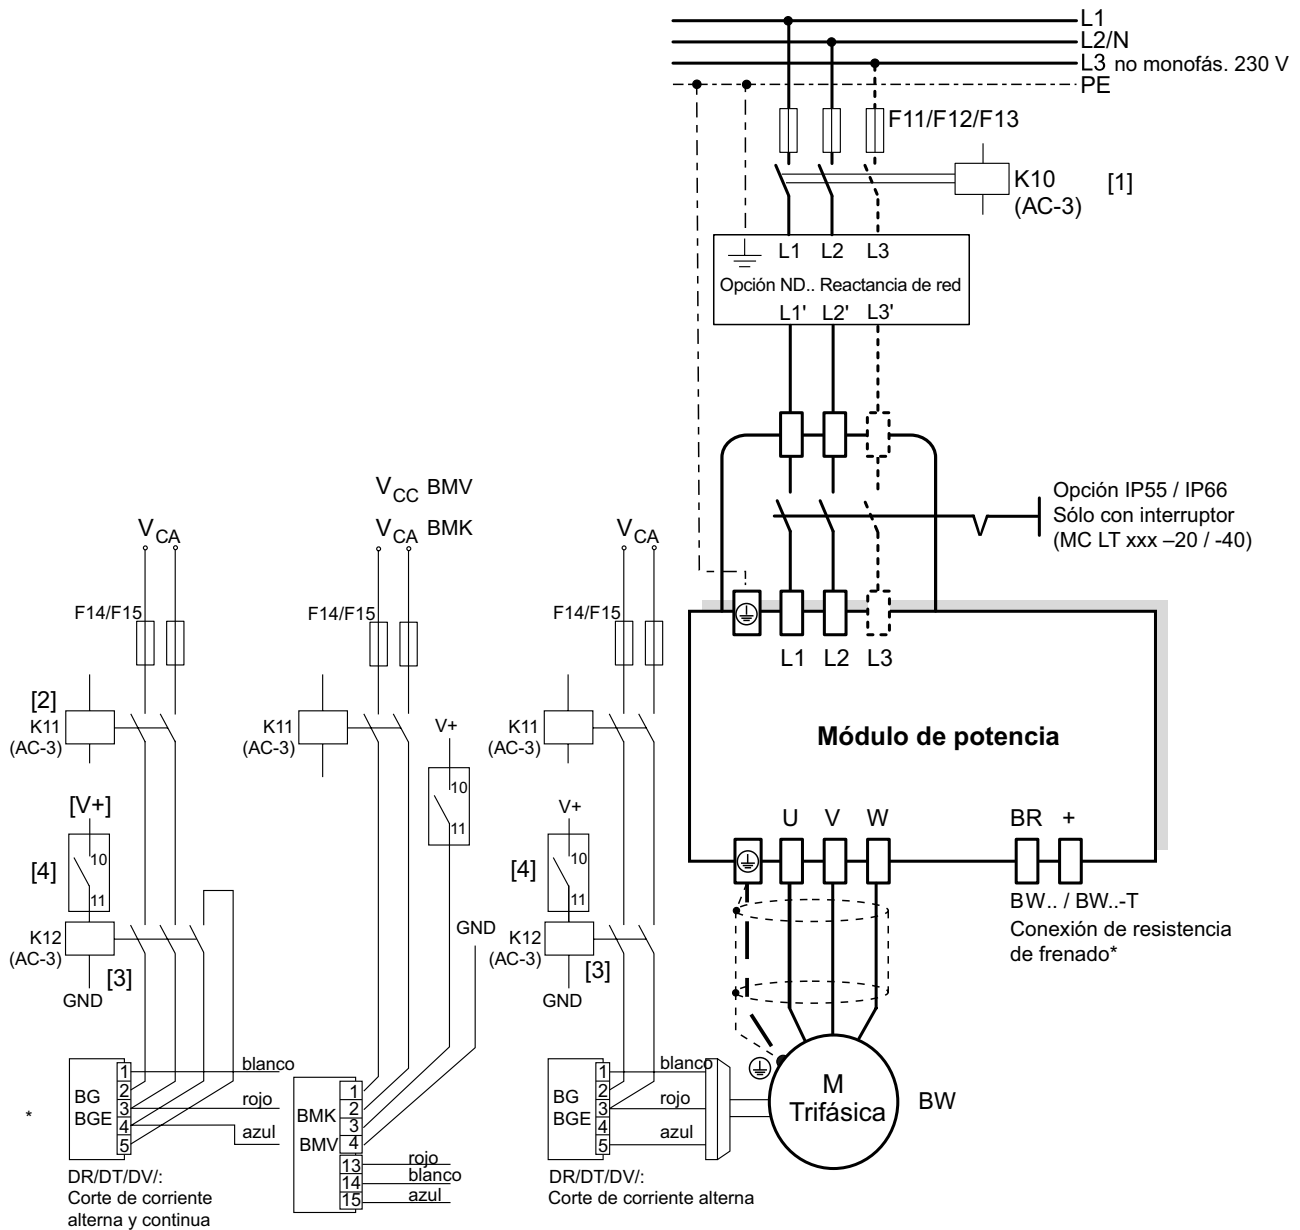 L1
L2/N
L3 no monofás. 230 V
PE
F11/F12/F13
K10
(AC-3)
[1]
L1 L2 L3
Opción ND.. Reactancia de red
L1' L2' L3'
Opción IP55 / IP66
Sólo con interruptor
(MC LT xxx –20 / -40)
L1 L2 L3
Módulo de potencia
U V W BR +
BW.. / BW..-T
Conexión de resistencia
de frenado*
M
Trifásica
BW
VCA
F14/F15
[2]
K11
(AC-3)
[V+]
10
[4]
11
K12
(AC-3)
[3]
GND
BG
BGE
1
2
3
4
5
blanco
rojo
azul
*
DR/DT/DV/:
Corte de corriente
alterna y continua
VCC BMV
VCA BMK
F14/F15
K11
(AC-3)
V+
10
11
GND
BMK
BMV
1
2
3
4
13
14
15
rojo
blanco
azul
VCA
F14/F15
K11
(AC-3)
V+
10
[4]
11
K12
(AC-3)
[3]
GND
BG
BGE
1
2
3
4
5
blanco
rojo
azul
DR/DT/DV/:
Corte de corriente alterna